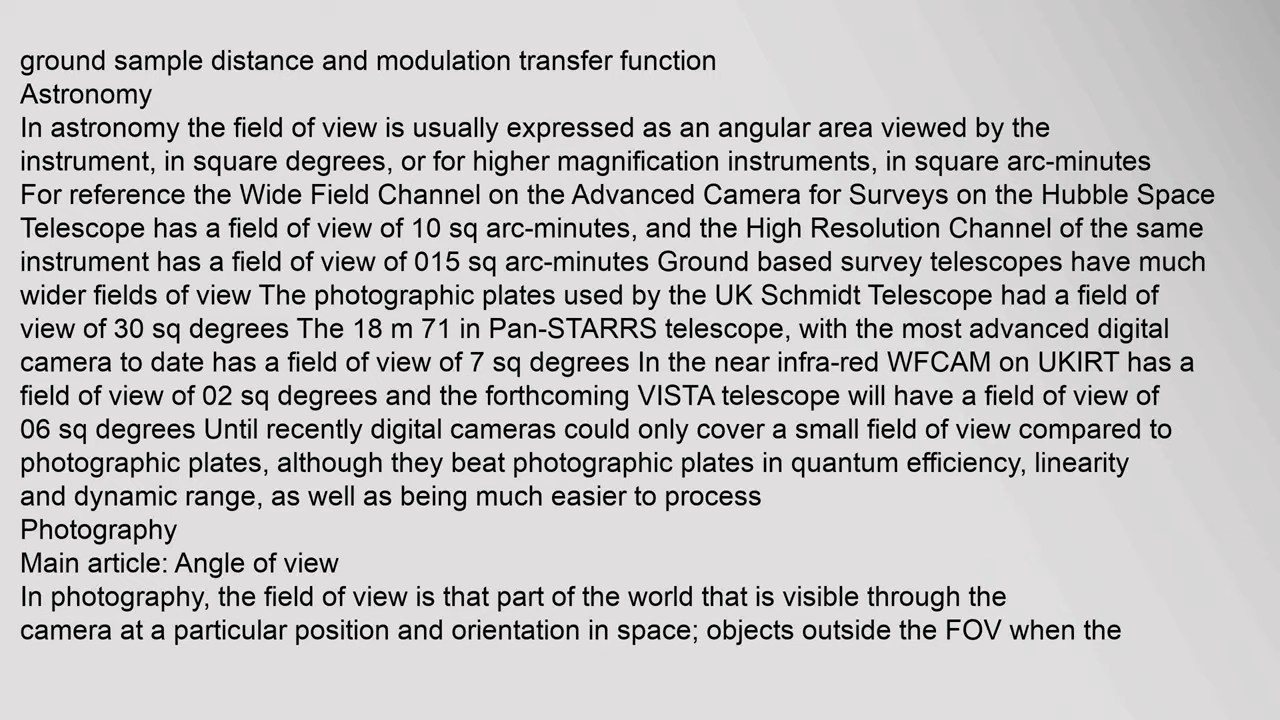 ground sample distance and modulation transfer function
Astronomy
In astronomy the field of view is usually expressed as an angular area viewed by the
instrument, in square degrees, or for higher magnification instruments, in square arc-minutes
For reference the Wide Field Channel on the Advanced Camera for Surveys on the Hubble Space
Telescope has a field of view of 10 sq arc-minutes, and the High Resolution Channel of the same
instrument has a field of view of 015 sq arc-minutes Ground based survey telescopes have much
wider fields of view The photographic plates used by the UK Schmidt Telescope had a field of
view of 30 sq degrees The 18 m 71 in Pan-STARRS telescope, with the most advanced digital
camera to date has a field of view of 7 sq degrees In the near infra-red WFCAM on UKIRT has a
field of view of 02 sq degrees and the forthcoming VISTA telescope will have a field of view of
06 sq degrees Until recently digital cameras could only cover a small field of view compared to
photographic plates, although they beat photographic plates in quantum efficiency, linearity
and dynamic range, as well as being much easier to process
Photography
Main article: Angle of view
In photography, the field of view is that part of the world that is visible through the
camera at a particular position and orientation in space; objects outside the FOV when the